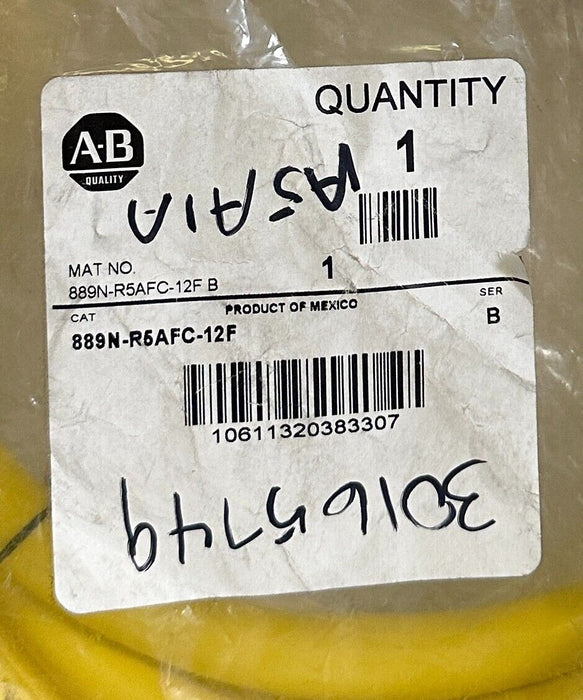 QUANTITY
A-B
QUALITY
1
MAT NO.
1
889N-R5AFC-12F B
PRODUCT OF MEXICO
SER
CAT
B
889N-R5AFC-12F
10611320383307
30165749